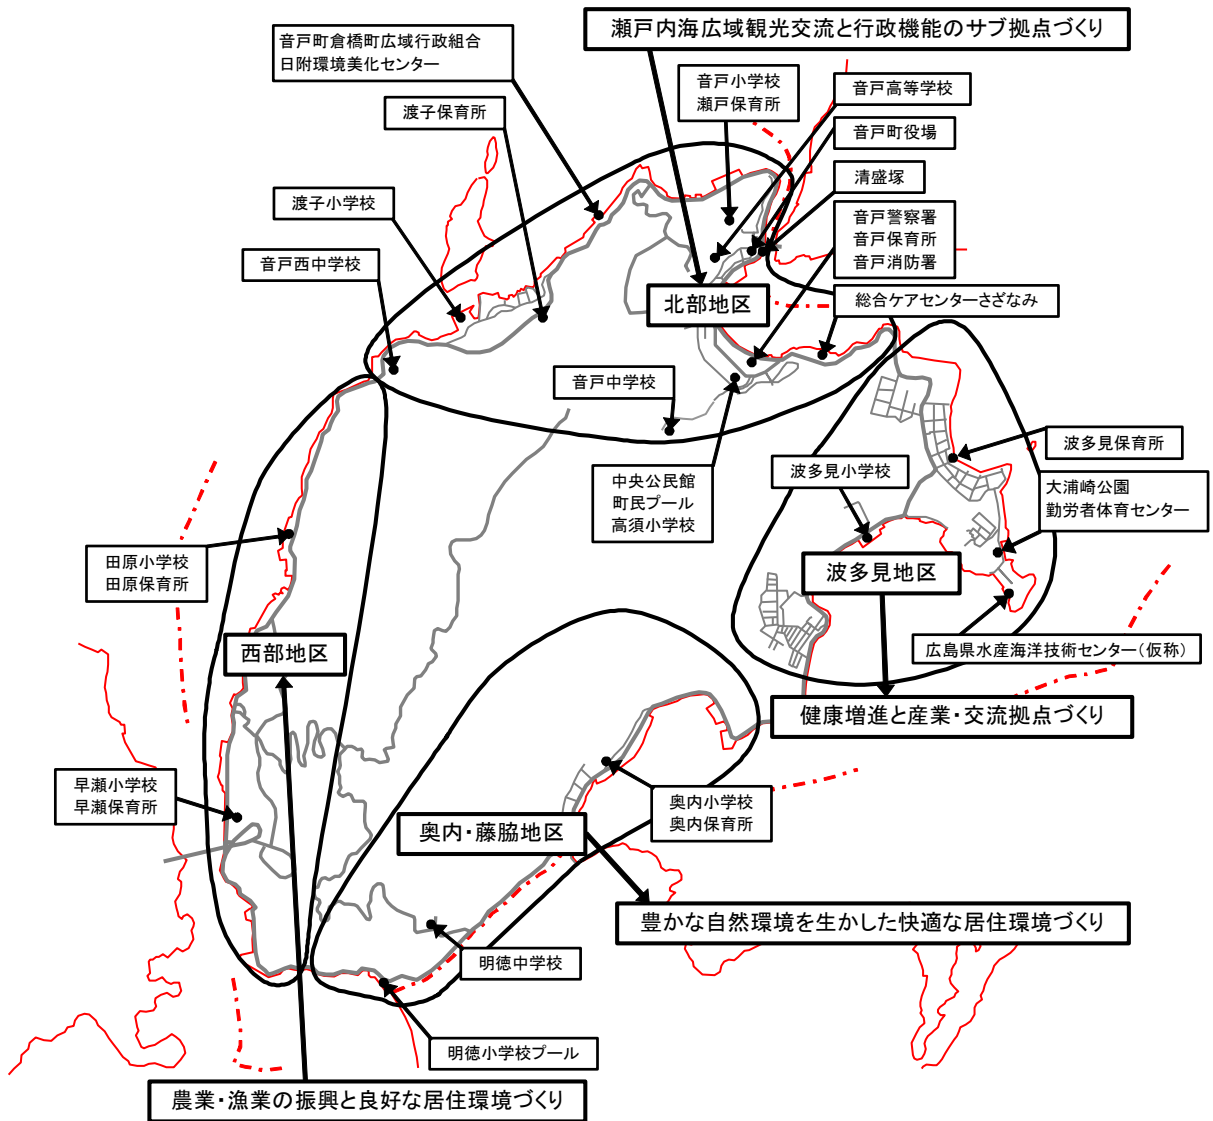 瀬戸内海広域観光交流と行政機能のサブ拠点づくり
音戸町倉橋町広域行政組合
日附環境美化センター
音戸小学校
瀬戸保育所
音戸高等学校
渡子保育所
音戸町役場
清盛塚
渡子小学校
音戸警察署
音戸保育所
音戸消防署
音戸西中学校
北部地区
総合ケアセンターさざなみ
音戸中学校
波多見保育所
中央公民館
町民プール
高須小学校
波多見小学校
大浦崎公園
勤労者体育センター
田原小学校
田原保育所
波多見地区
西部地区
広島県水産海洋技術センター(仮称)
健康増進と産業・交流拠点づくり
早瀬小学校
早瀬保育所
奥内小学校
奥内保育所
奥内・藤脇地区
豊かな自然環境を生かした快適な居住環境づくり
明徳中学校
明徳小学校プール
農業・漁業の振興と良好な居住環境づくり